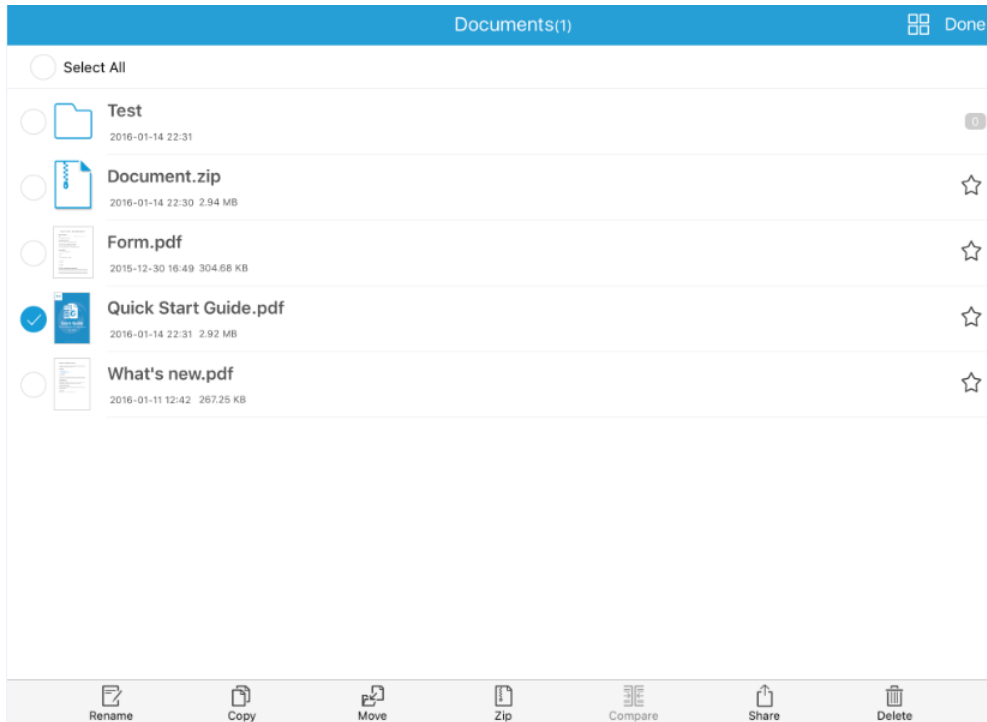 Documents(1)
Done
Select All
Test
2016-01-14 22:31
0
Document.zip
2016-01-14 22:30 2.94 MB
Form.pdf
2015-12-30 16:49 304.68 KB
Quick Start Guide.pdf
2016-01-14 22:31 2.92 MB
What's new.pdf
2016-01-11 12:42 267.25 KB
Rename Copy Move Zip Compare Share Delete